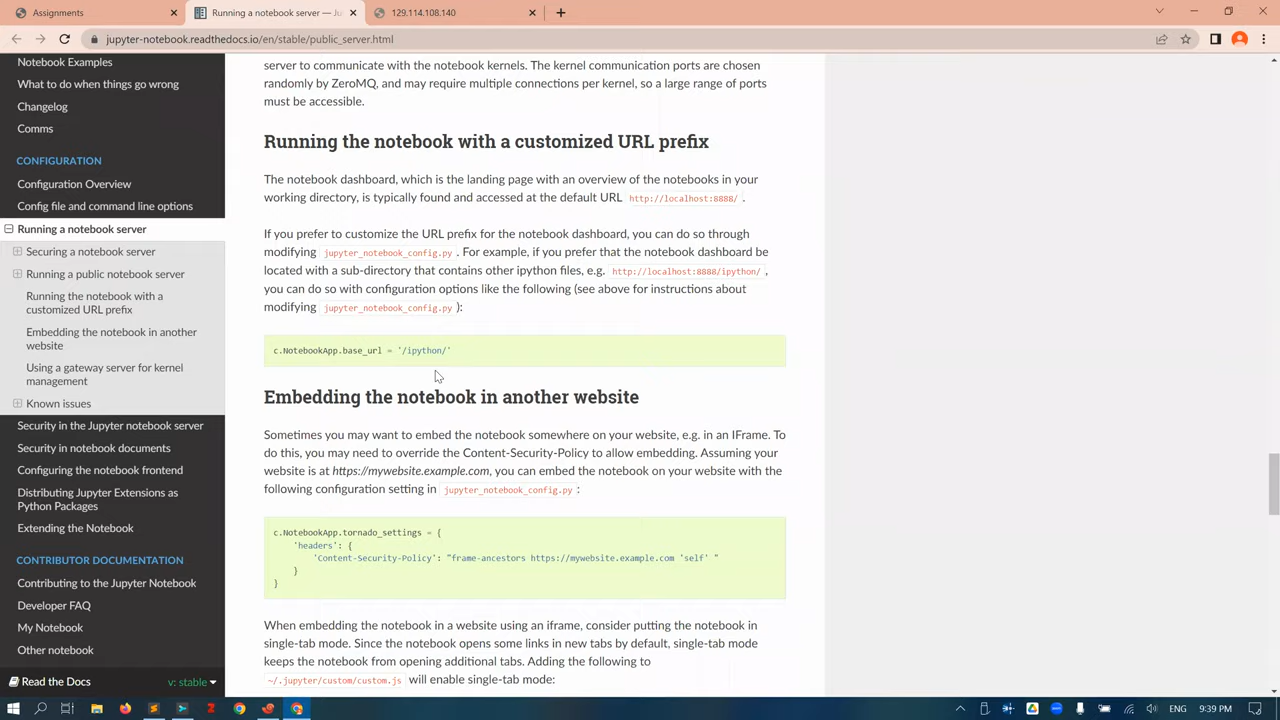 Assignments
Running a notebook server — Ju
129.114.108.140
jupyter-notebook.readthedocs.io/en/stable/public_server.html
Notebook Examples
What to do when things go wrong
Changelog
Comms
CONFIGURATION
Configuration Overview
Config file and command line options
Running a notebook server
Securing a notebook server
Running a public notebook server
Running the notebook with a
customized URL prefix
Embedding the notebook in another
website
Using a gateway server for kernel
management
Known issues
Security in the Jupyter notebook server
Security in notebook documents
Configuring the notebook frontend
Distributing Jupyter Extensions as
Python Packages
Extending the Notebook
CONTRIBUTOR DOCUMENTATION
Contributing to the Jupyter Notebook
Developer FAQ
My Notebook
Other notebook
Read the Docs v: stable
server to communicate with the notebook kernels. The kernel communication ports are chosen
randomly by ZeroMQ, and may require multiple connections per kernel, so a large range of ports
must be accessible.
Running the notebook with a customized URL prefix
The notebook dashboard, which is the landing page with an overview of the notebooks in your
working directory, is typically found and accessed at the default URL http://localhost:8888/ .
If you prefer to customize the URL prefix for the notebook dashboard, you can do so through
modifying jupyter_notebook_config.py . For example, if you prefer that the notebook dashboard be
located with a sub-directory that contains other ipython files, e.g. http://localhost:8888/ipython/ ,
you can do so with configuration options like the following (see above for instructions about
modifying jupyter_notebook_config.py ):
c.NotebookApp.base_url = '/ipython/'
Embedding the notebook in another website
Sometimes you may want to embed the notebook somewhere on your website, e.g. in an IFrame. To
do this, you may need to override the Content-Security-Policy to allow embedding. Assuming your
website is at https://mywebsite.example.com, you can embed the notebook on your website with the
following configuration setting in jupyter_notebook_config.py :
c.NotebookApp.tornado_settings = {
'headers': {
'Content-Security-Policy': "frame-ancestors https://mywebsite.example.com 'self' "
}
}
When embedding the notebook in a website using an iframe, consider putting the notebook in
single-tab mode. Since the notebook opens some links in new tabs by default, single-tab mode
keeps the notebook from opening additional tabs. Adding the following to
~/.jupyter/custom/custom.js will enable single-tab mode:
ENG 9:39 PM